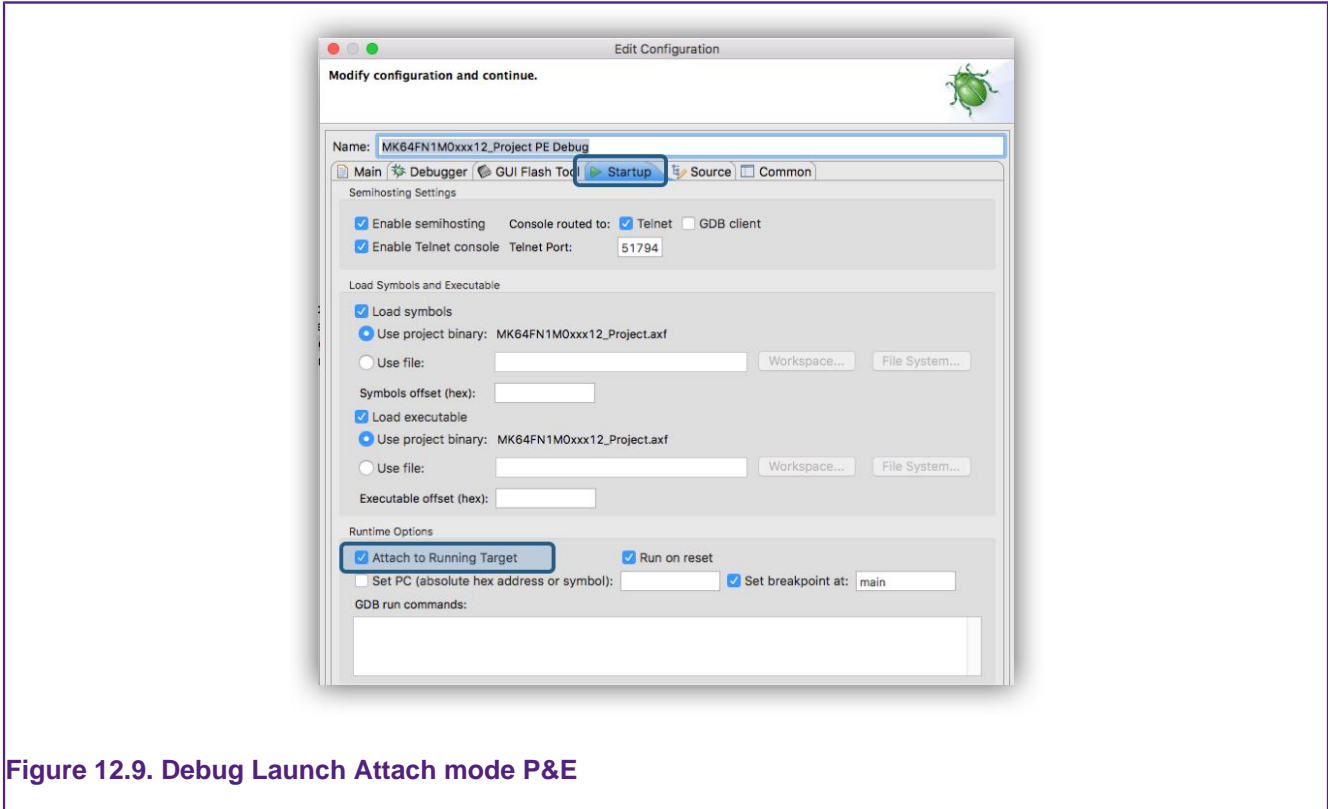 Edit Configuration
Modify configuration and continue.
Name: MK64FN1M0xxx12_Project PE Debug
Main Debugger GUI Flash Tool Startup Source Common
Semihosting Settings
Enable semihosting Console routed to: Telnet GDB client
Enable Telnet console Telnet Port: 51794
Load Symbols and Executable
Load symbols
Use project binary: MK64FN1M0xxx12_Project.axf
Use file: Workspace... File System...
Symbols offset (hex):
Load executable
Use project binary: MK64FN1M0xxx12_Project.axf
Use file: Workspace... File System...
Executable offset (hex):
Runtime Options
Attach to Running Target Run on reset
Set PC (absolute hex address or symbol): Set breakpoint at: main
GDB run commands:
Figure 12.9. Debug Launch Attach mode P&E